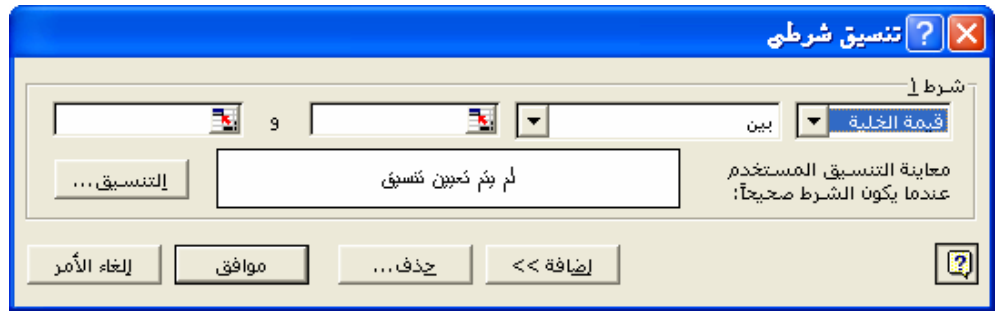 تنسيق شرطي
شرط 1
قيمة الخلية بين و
معاينة التنسيق المستخدم
عندما يكون الشرط صحيحاً:
لم يتم تعيين تنسيق
التنسيق...
إضافة >> حذف... موافق إلغاء الأمر